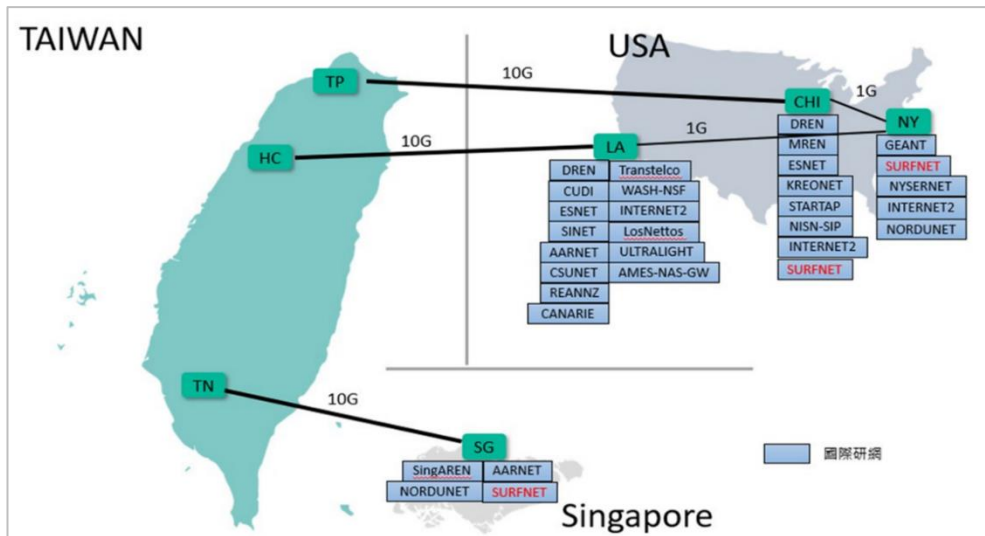 TAIWAN
USA
TP
10G
CHI
1G
NY
HC
10G
LA
1G
DREN
MREN
ESNET
KREONET
STARTAP
NISN-SIP
INTERNET2
SURFNET
GEANT
SURFNET
NYSERNET
INTERNET2
NORDUNET
DREN Transtelco
CUDI WASH-NSF
ESNET INTERNET2
SINET LosNettos
AARNET ULTRALIGHT
CSUNET AMES-NAS-GW
REANNZ
CANARIE
TN
10G
SG
SingAREN AARNET
NORDUNET SURFNET
Singapore
國際研網